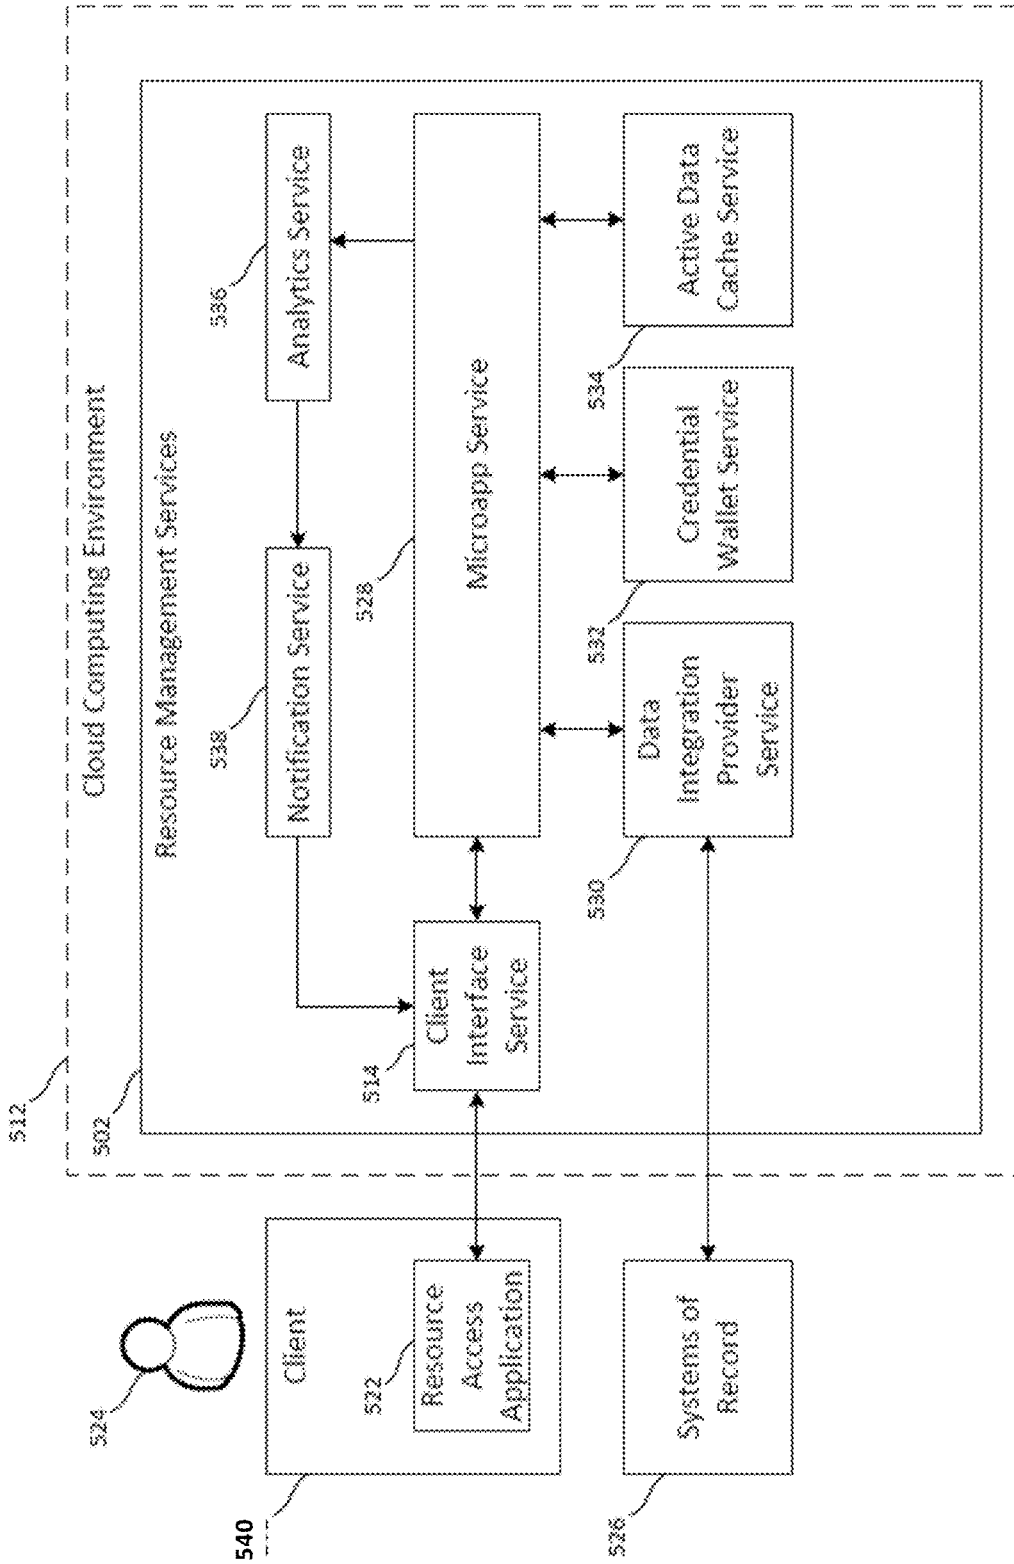 512
Cloud Computing Environment
502
Resource Management Services
524
540
Client
522
Resource
Access
Application
514
Client
Interface
Service
538
Notification Service
536
Analytics Service
528
Microapp Service
526
Systems of
Record
530
Data
Integration
Provider
Service
532
Credential
Wallet Service
534
Active Data
Cache Service